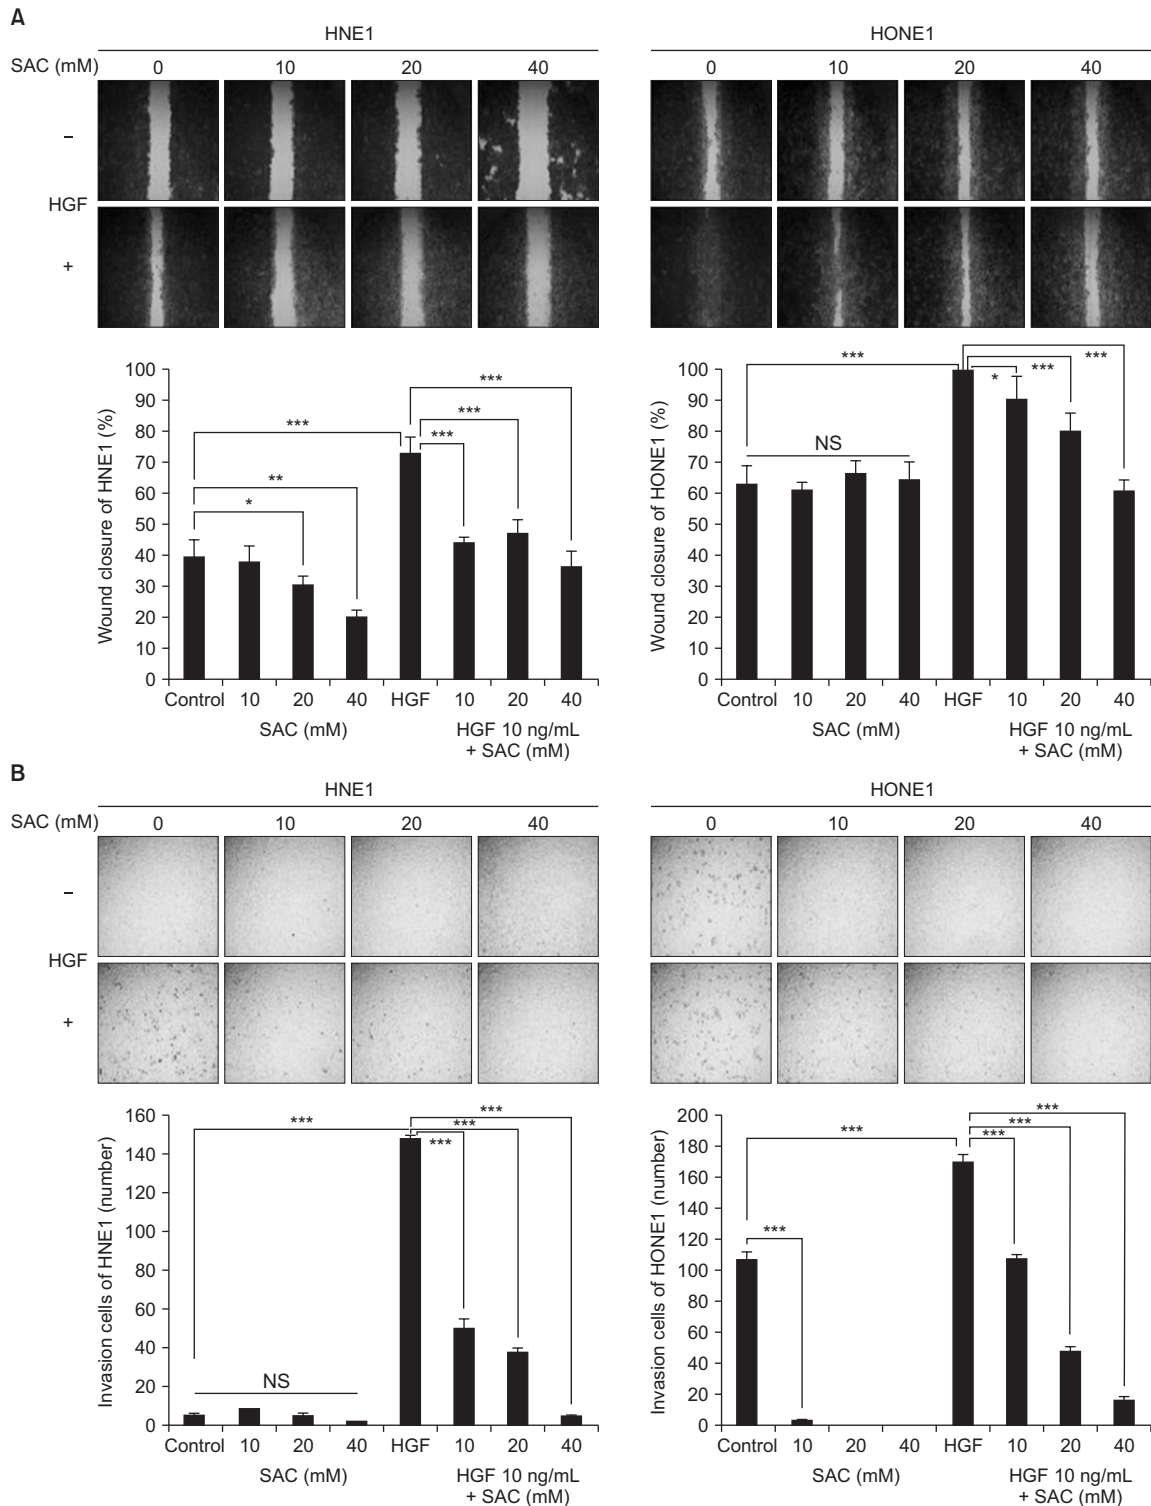 A
HNE1 HONE1
SAC (mM) 0 10 20 40 0 10 20 40
–
HGF
+
*** *** *** *** ** * 
*** * *** *** NS
100 90 80 70 60 50 40 30 20 10 0
Wound closure of HNE1 (%)
100 90 80 70 60 50 40 30 20 10 0
Wound closure of HONE1 (%)
Control 10 20 40 HGF 10 20 40 Control 10 20 40 HGF 10 20 40
SAC (mM) HGF 10 ng/mL SAC (mM) HGF 10 ng/mL
+ SAC (mM) + SAC (mM)
B
HNE1 HONE1
SAC (mM) 0 10 20 40 0 10 20 40
–
HGF
+
*** *** *** *** NS
*** *** *** *** ***
160 140 120 100 80 60 40 20 0
Invasion cells of HNE1 (number)
200 180 160 140 120 100 80 60 40 20 0
Invasion cells of HONE1 (number)
Control 10 20 40 HGF 10 20 40 Control 10 20 40 HGF 10 20 40
SAC (mM) HGF 10 ng/mL SAC (mM) HGF 10 ng/mL
+ SAC (mM) + SAC (mM)